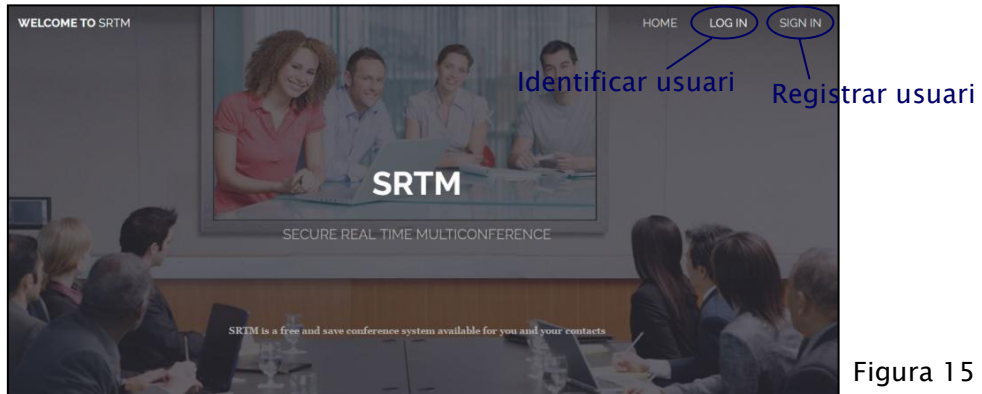 WELCOME TO SRTM
HOME LOG IN SIGN IN
Identificar usuari
Registrar usuari
SRTM
SECURE REAL TIME MULTICONFERENCE
SRTM is a free and save conference system available for you and your contacts
Figura 15